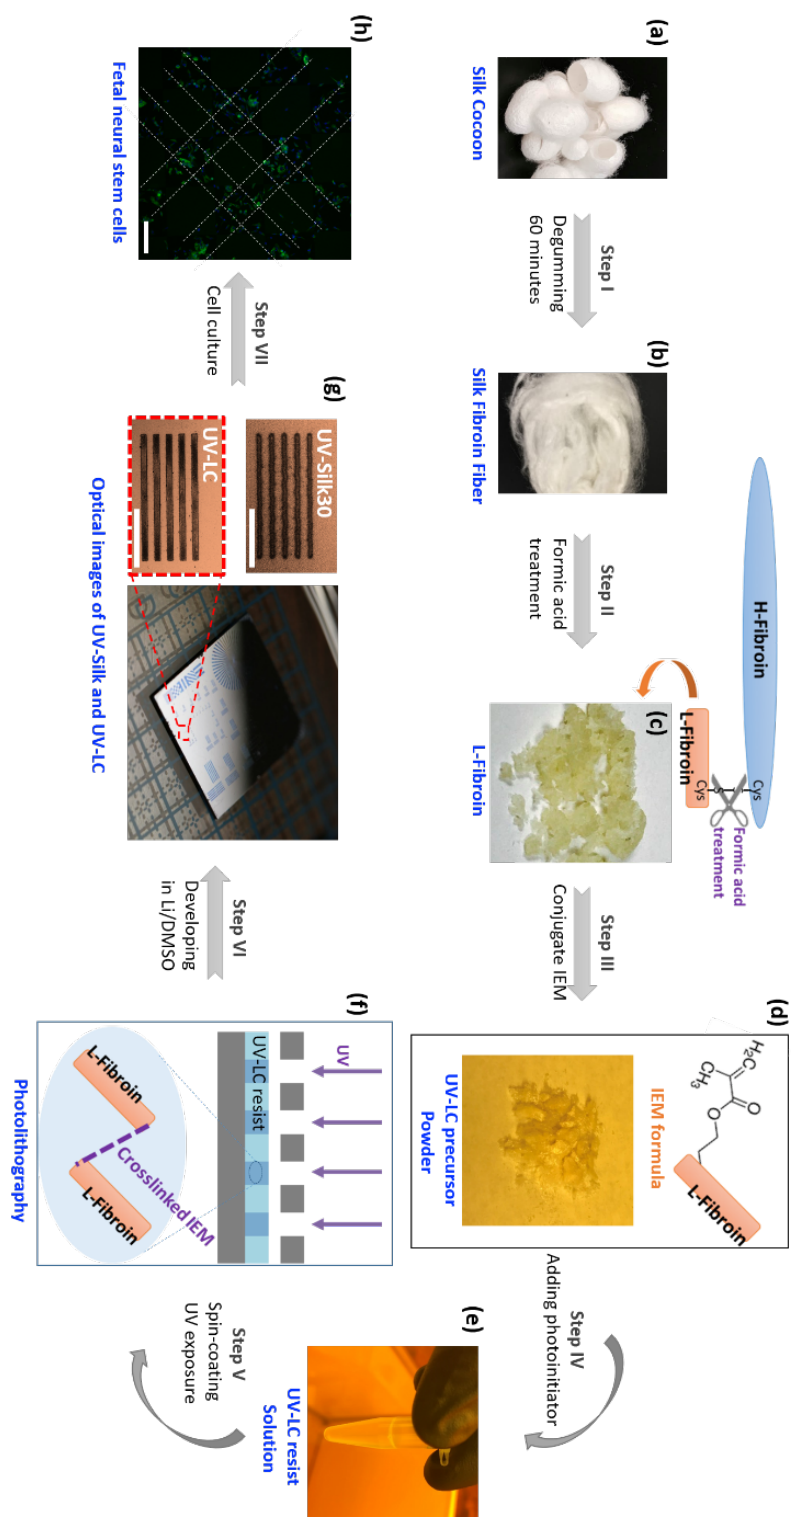 (a)
Silk Cocoon
Step I
Degumming
60 minutes
(b)
Silk Fibroin Fiber
Step II
Formic acid
treatment
H-Fibroin
Cys
S
S
Cys
L-Fibroin
Formic acid
treatment
(c)
L-Fibroin
Step III
Conjugate IEM
(d)
H₂C
CH₃
O
O
L-Fibroin
IEM formula
UV-LC precursor
Powder
Step IV
Adding photoinitiator
(e)
UV-LC resist
Solution
Step V
Spin-coating
UV exposure
(f)
UV
UV-LC resist
L-Fibroin
Crosslinked IEM
L-Fibroin
Photolithography
Step VI
Developing
in Li/DMSO
(g)
UV-Silk30
UV-LC
Optical images of UV-Silk and UV-LC
Step VII
Cell culture
(h)
Fetal neural stem cells